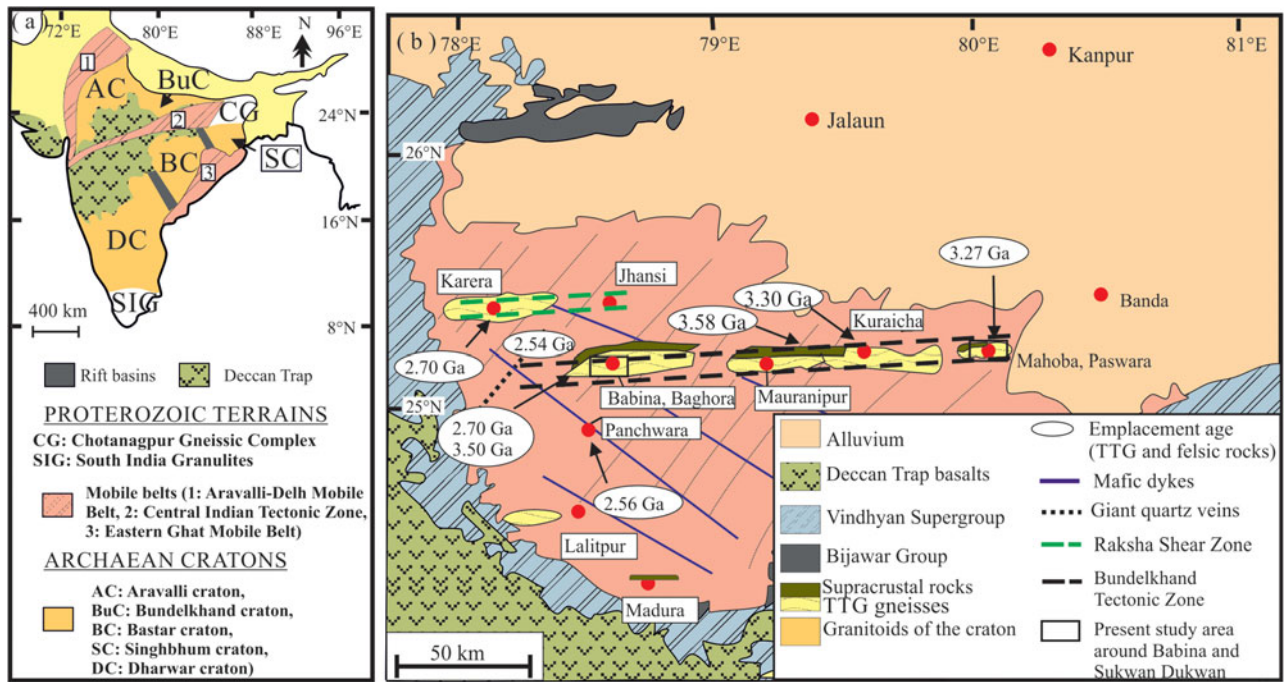 ( a )
72°E
80°E
88°E
96°E
N
1
AC
BuC
2
CG
24°N
BC
SC
3
16°N
DC
SIG
400 km
8°N
Rift basins
Deccan Trap
PROTEROZOIC TERRAINS
CG: Chotanagpur Gneissic Complex
SIG: South India Granulites
Mobile belts (1: Aravalli-Delh Mobile
Belt, 2: Central Indian Tectonic Zone,
3: Eastern Ghat Mobile Belt)
ARCHAEAN CRATONS
AC: Aravalli craton,
BuC: Bundelkhand craton,
BC: Bastar craton,
SC: Singhbhum craton,
DC: Dharwar craton)
( b )
78°E
79°E
80°E
81°E
Kanpur
Jalaun
26°N
3.27 Ga
Karera
Jhansi
3.30 Ga
Banda
3.58 Ga
Kuraicha
2.54 Ga
2.70 Ga
Mahoba, Paswara
Babina, Baghora
Mauranipur
25°N
2.70 Ga
3.50 Ga
Panchwara
2.56 Ga
Lalitpur
Madura
50 km
Alluvium
Deccan Trap basalts
Vindhyan Supergroup
Bijawar Group
Supracrustal rocks
TTG gneisses
Granitoids of the craton
Emplacement age
(TTG and felsic rocks)
Mafic dykes
Giant quartz veins
Raksha Shear Zone
Bundelkhand
Tectonic Zone
Present study area
around Babina and
Sukwan Dukwan